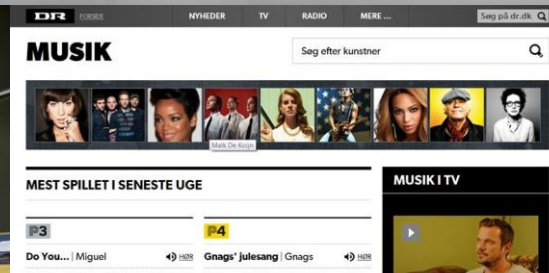 DR FORSIDE NYHEDER TV RADIO MERE ... Søg på dr.dk
MUSIK
Søg efter kunstner
Malk De Koijn
MEST SPILLET I SENESTE UGE
MUSIK I TV
P3
P4
Do You... | Miguel HØR
Gnags' julesang | Gnags HØR